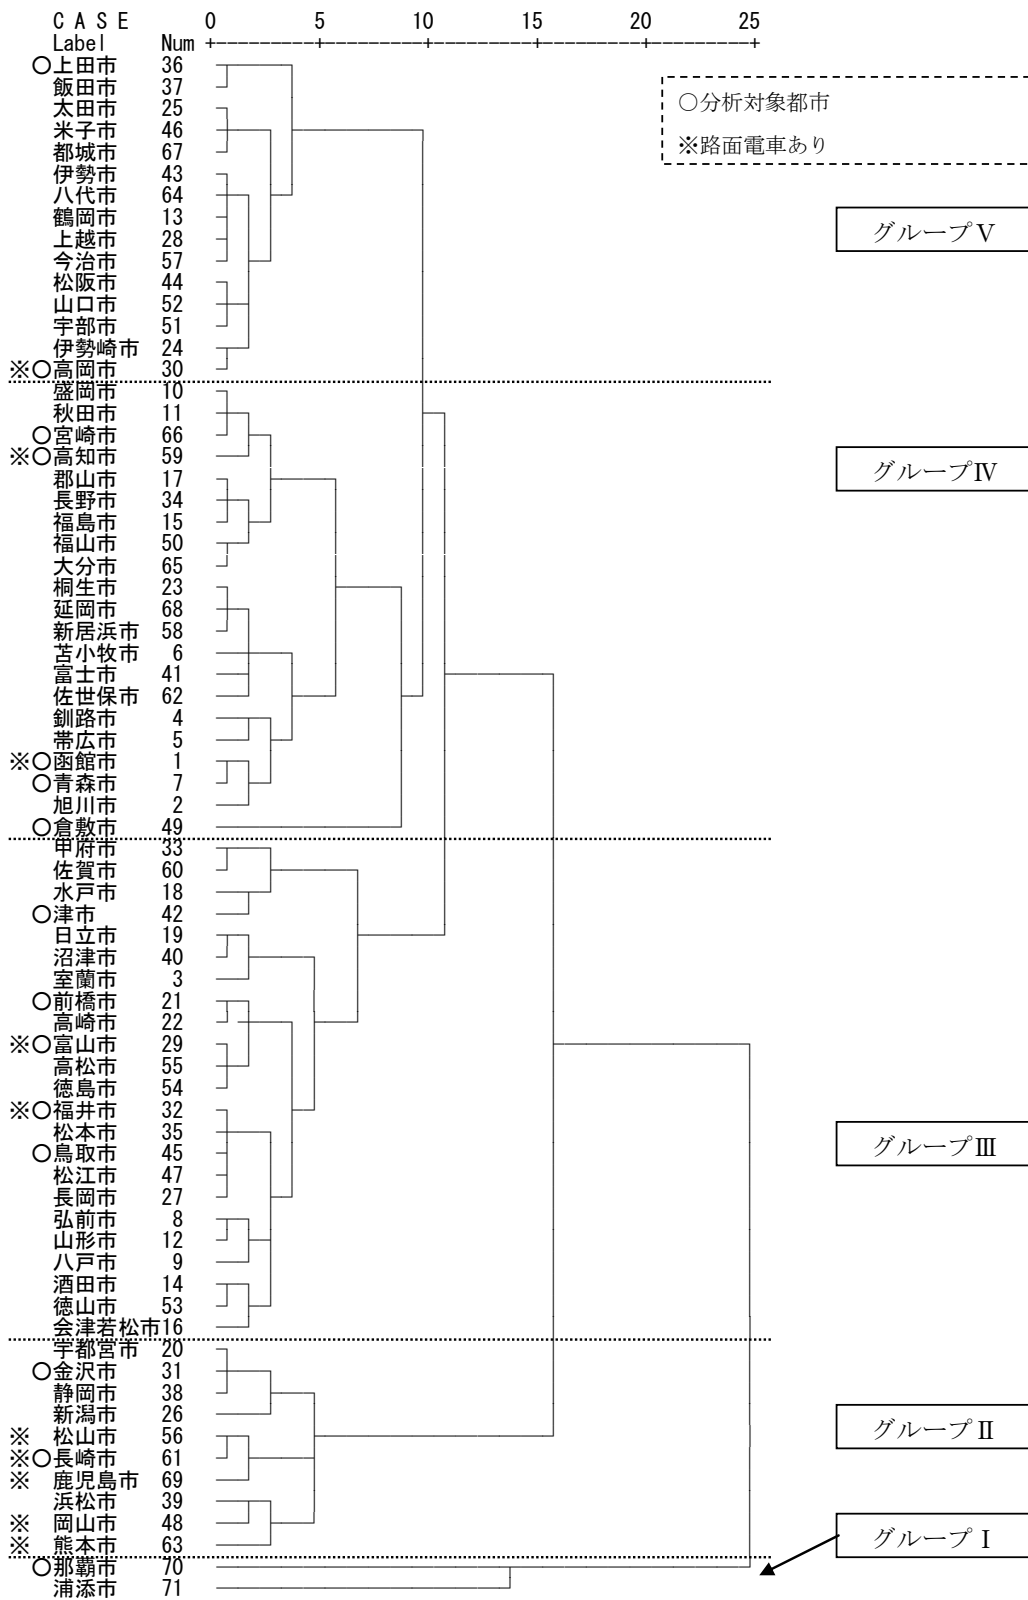 C A S E 0 5 10 15 20 25
Label Num
○上田市 36
飯田市 37
太田市 25
米子市 46
都城市 67
伊勢市 43
八代市 64
鶴岡市 13
上越市 28
今治市 57
松阪市 44
山口市 52
宇部市 51
伊勢崎市 24
※○高岡市 30
盛岡市 10
秋田市 11
○宮崎市 66
※○高知市 59
郡山市 17
長野市 34
福島市 15
福山市 50
大分市 65
桐生市 23
延岡市 68
新居浜市 58
苫小牧市 6
富士市 41
佐世保市 62
釧路市 4
帯広市 5
※○函館市 1
○青森市 7
旭川市 2
○倉敷市 49
甲府市 33
佐賀市 60
水戸市 18
○津市 42
日立市 19
沼津市 40
室蘭市 3
○前橋市 21
高崎市 22
※○富山市 29
高松市 55
徳島市 54
※○福井市 32
松本市 35
○鳥取市 45
松江市 47
長岡市 27
弘前市 8
山形市 12
八戸市 9
酒田市 14
徳山市 53
会津若松市16
宇都宮市 20
○金沢市 31
静岡市 38
新潟市 26
※ 松山市 56
※○長崎市 61
※ 鹿児島市 69
浜松市 39
※ 岡山市 48
※ 熊本市 63
○那覇市 70
浦添市 71
○分析対象都市
※路面電車あり
グループⅤ
グループⅣ
グループⅢ
グループⅡ
グループⅠ